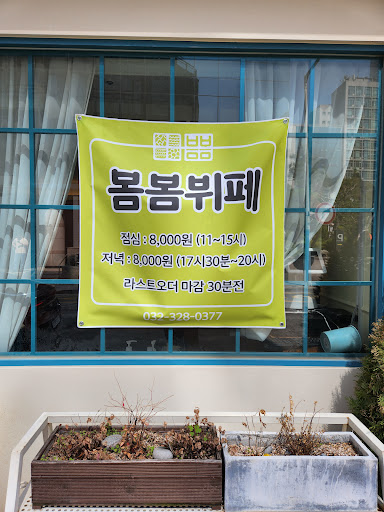 봄봄뷔페
점심 : 8,000원 (11~15시)
저녁 : 8,000원 (17시30분~20시)
라스트오더 마감 30분전
032-328-0377